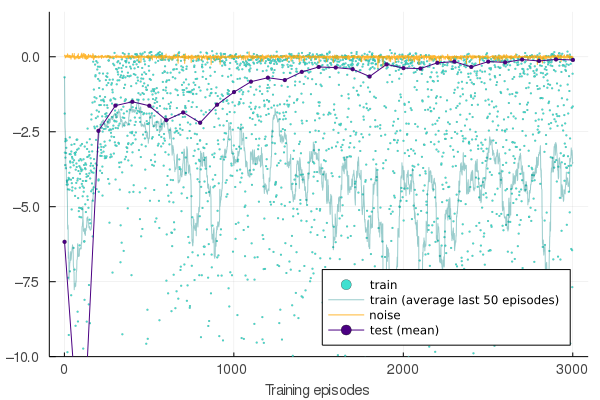 0.0
−2.5
−5.0
−7.5
−10.0
train
train (average last 50 episodes)
noise
test (mean)
0 1000 2000 3000
Training episodes